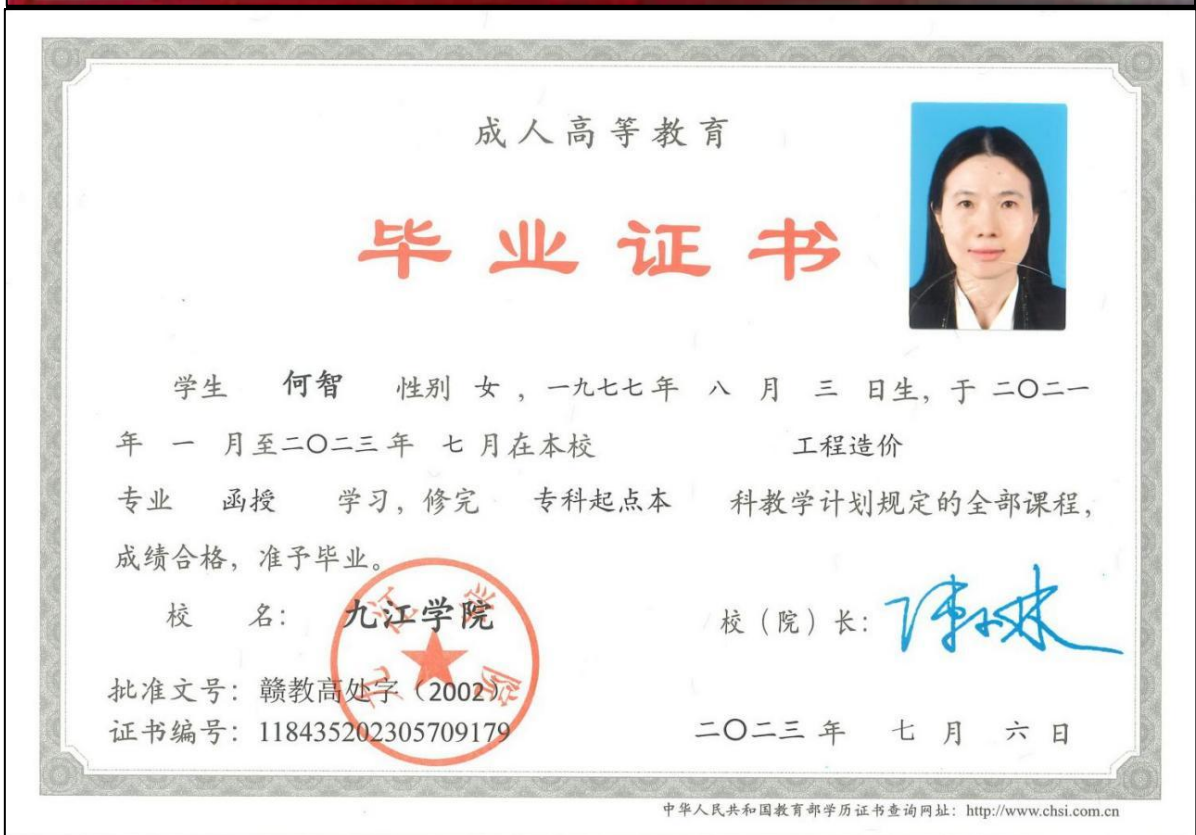 成人高等教育
毕业证书
学生 何智 性别 女 ，一九七七年 八 月 三 日生，于 二〇二一
年 一 月至二〇二三年 七 月在本校 工程造价
专业 函授 学习，修完 专科起点本 科教学计划规定的全部课程，
成绩合格，准予毕业。
校 名： 九江学院
九江学院
校（院）长：
批准文号：赣教高处字（2002）
证书编号：118435202305709179
二〇二三 年 七 月 六 日
中华人民共和国教育部学历证书查询网址：http://www.chsi.com.cn